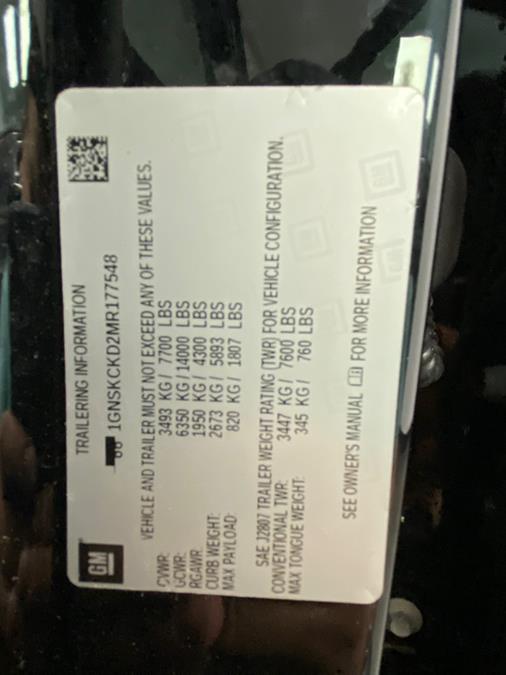 GM
TRAILERING INFORMATION
1GNSKCKD2MR177548
VEHICLE AND TRAILER MUST NOT EXCEED ANY OF THESE VALUES.
GVWR: 3493 KG / 7700 LBS
GCWR: 6350 KG / 14000 LBS
RGAWR: 1950 KG / 4300 LBS
CURB WEIGHT: 2673 KG / 5893 LBS
MAX PAYLOAD: 820 KG / 1807 LBS
SAE J2807 TRAILER WEIGHT RATING (TWR) FOR VEHICLE CONFIGURATION.
CONVENTIONAL TWR: 3447 KG / 7600 LBS
MAX TONGUE WEIGHT: 345 KG / 760 LBS
SEE OWNER'S MANUAL FOR MORE INFORMATION